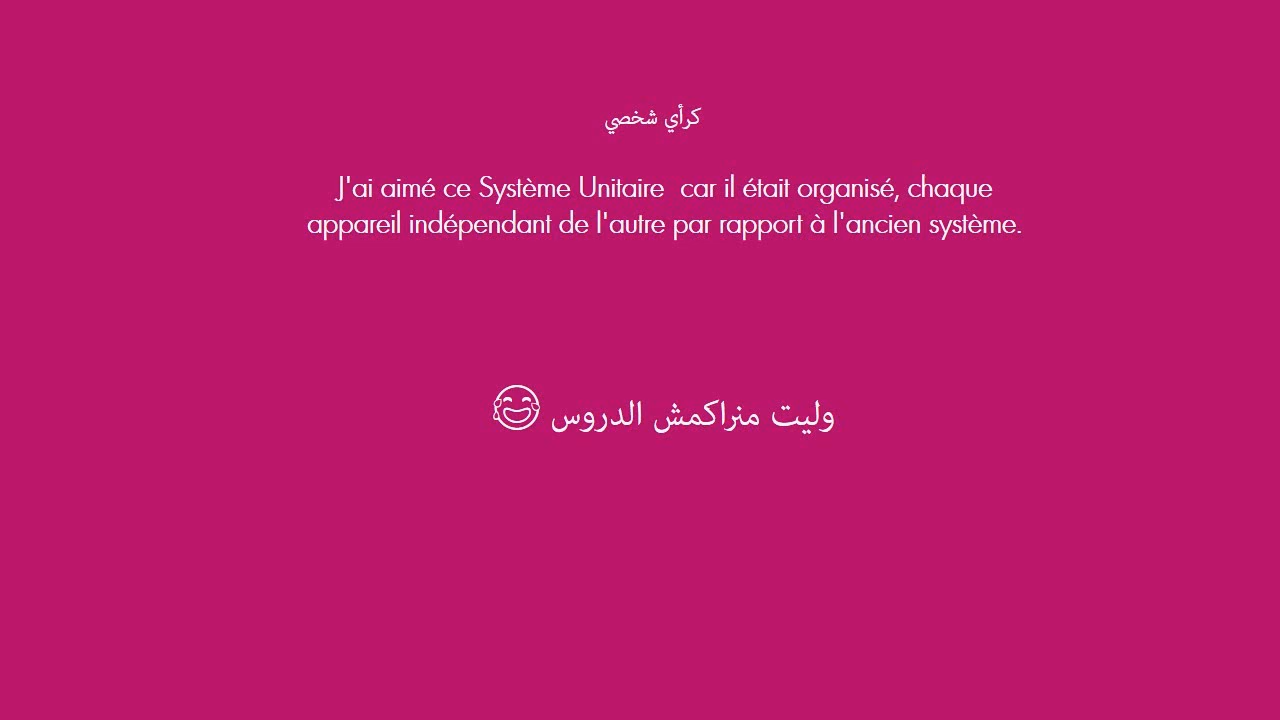 كرأي شخصي
J'ai aimé ce Système Unitaire  car il était organisé, chaque
appareil indépendant de l'autre par rapport à l'ancien système.
وليت منراكمش الدروس 😂